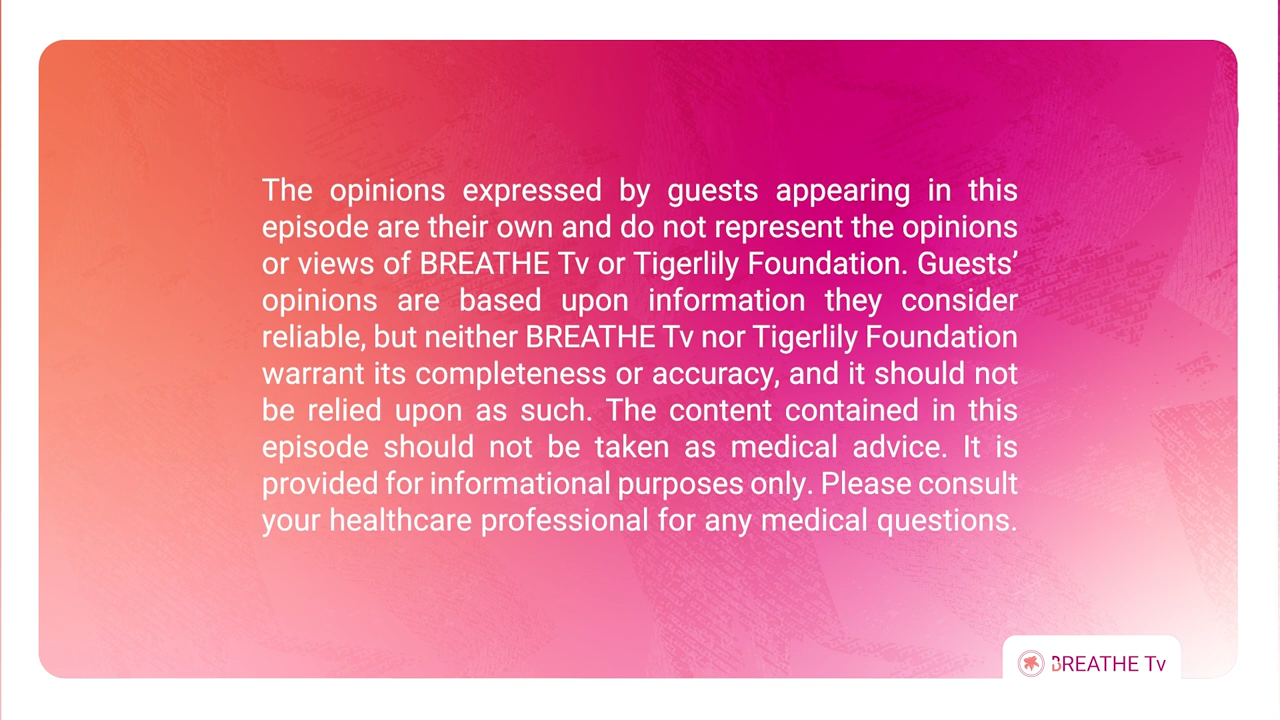 The opinions expressed by guests appearing in this
episode are their own and do not represent the opinions
or views of BREATHE Tv or Tigerlily Foundation. Guests’
opinions are based upon information they consider
reliable, but neither BREATHE Tv nor Tigerlily Foundation
warrant its completeness or accuracy, and it should not
be relied upon as such. The content contained in this
episode should not be taken as medical advice. It is
provided for informational purposes only. Please consult
your healthcare professional for any medical questions.
BREATHE Tv